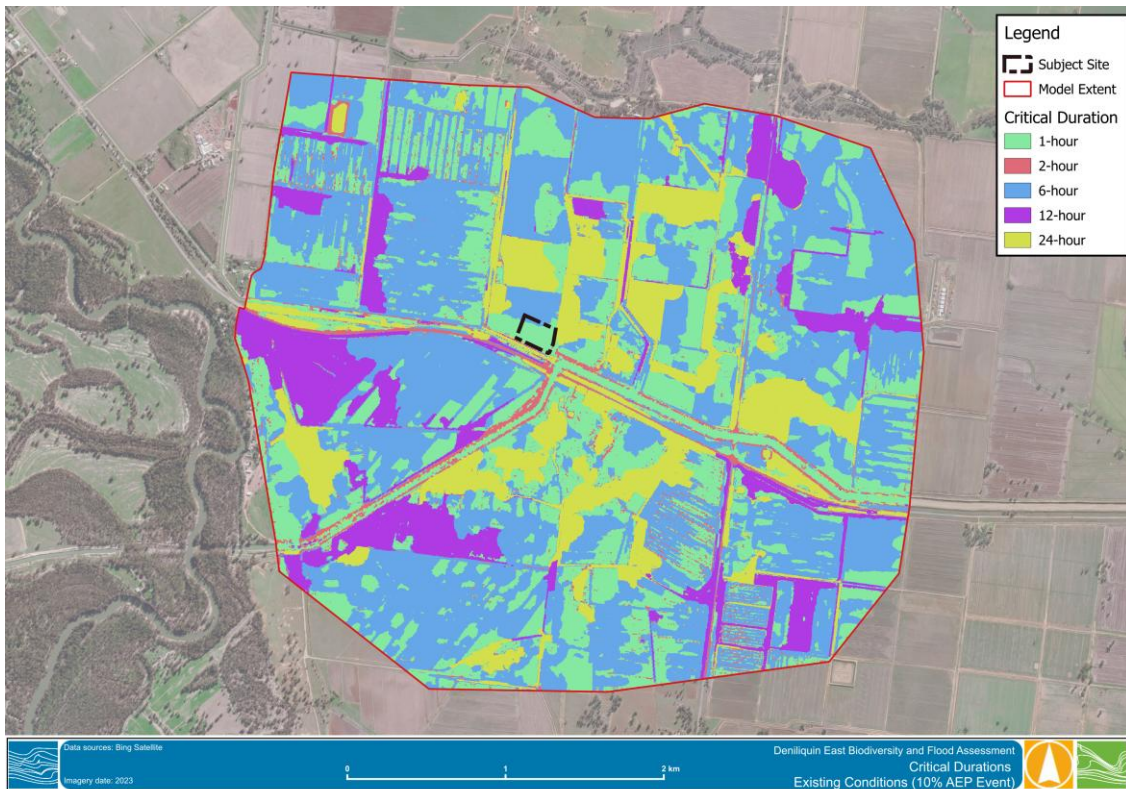 Legend
Subject Site
Model Extent
Critical Duration
1-hour
2-hour
6-hour
12-hour
24-hour
Data sources: Bing Satellite
Imagery date: 2023
0 1 2 km
Deniliquin East Biodiversity and Flood Assessment
Critical Durations
Existing Conditions (10% AEP Event)